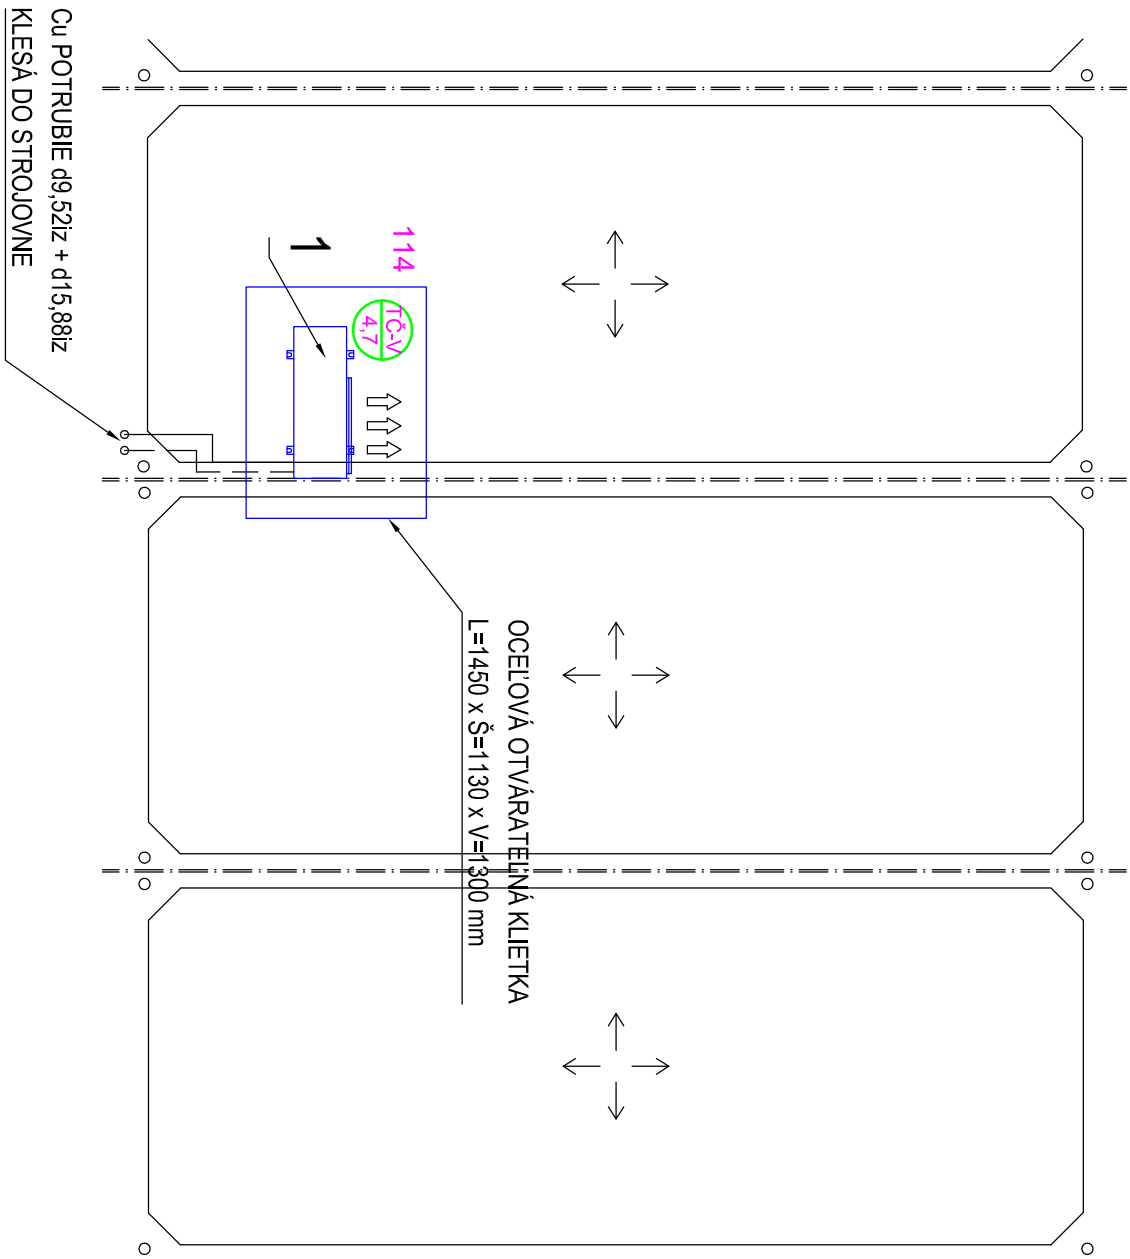 Cu POTRUBIE d9,52iz + d15,88iz
KLESÁ DO STROJOVNE
1
114
TČ-V
4,7
OCEĽOVÁ OTVÁRATEĽNÁ KLIETKA
L=1450 x Š=1130 x V=1300 mm